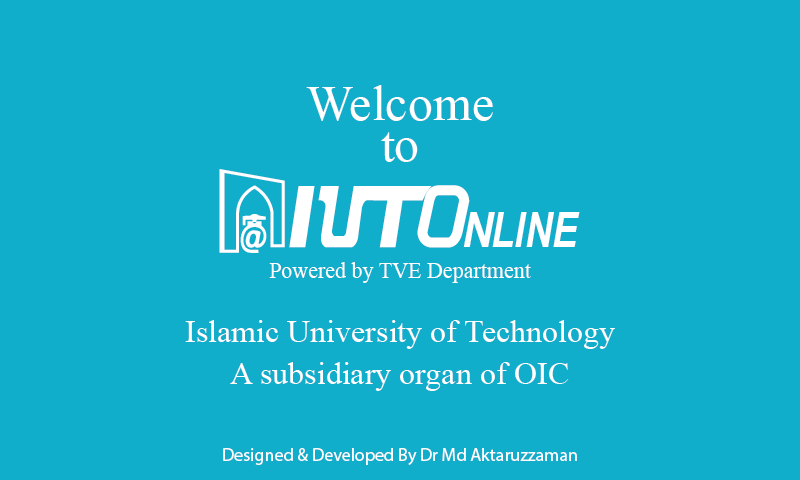 Welcome
to
@ IUTONLINE
Powered by TVE Department
Islamic University of Technology
A subsidiary organ of OIC
Designed & Developed By Dr Md Aktaruzzaman